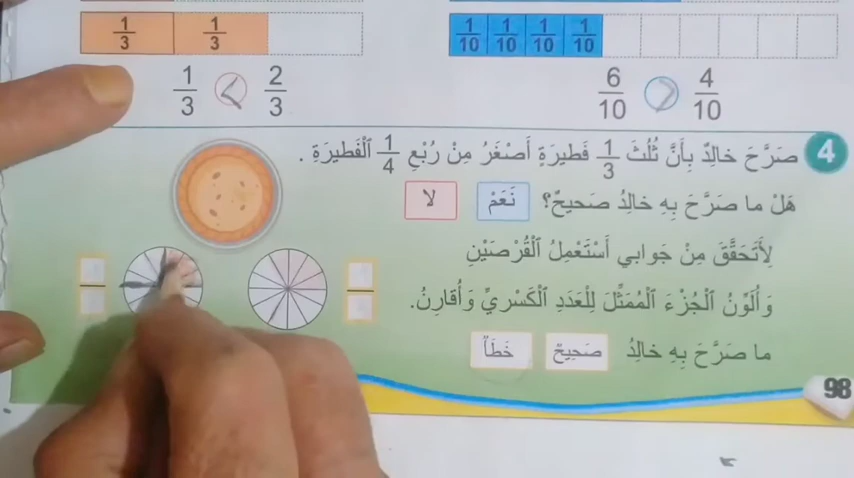 1/3 1/3
1/10 1/10 1/10 1/10
1/3 < 2/3
6/10 > 4/10
4 صَرَّحَ خالِدٌ بِأَنَّ ثُلُثَ 1/3 فَطيرَةٍ أَصْغَرُ مِنْ رُبْعِ 1/4 الْفَطيرَةِ .
هَلْ ما صَرَّحَ بِهِ خالِدُ صَحيحٌ؟ نَعَمْ لا
لِأَتَحَقَّقَ مِنْ جَوابي أَسْتَعْمِلُ الْقُرْصَيْنِ
وَ أُلَوِّنُ الْجُزْءَ الْمُمَثِّلَ لِلْعَدَدِ الْكَسْرِيِّ وَأُقارِنُ.
ما صَرَّحَ بِهِ خالِدُ صَحيحٌ خَطَأٌ
98